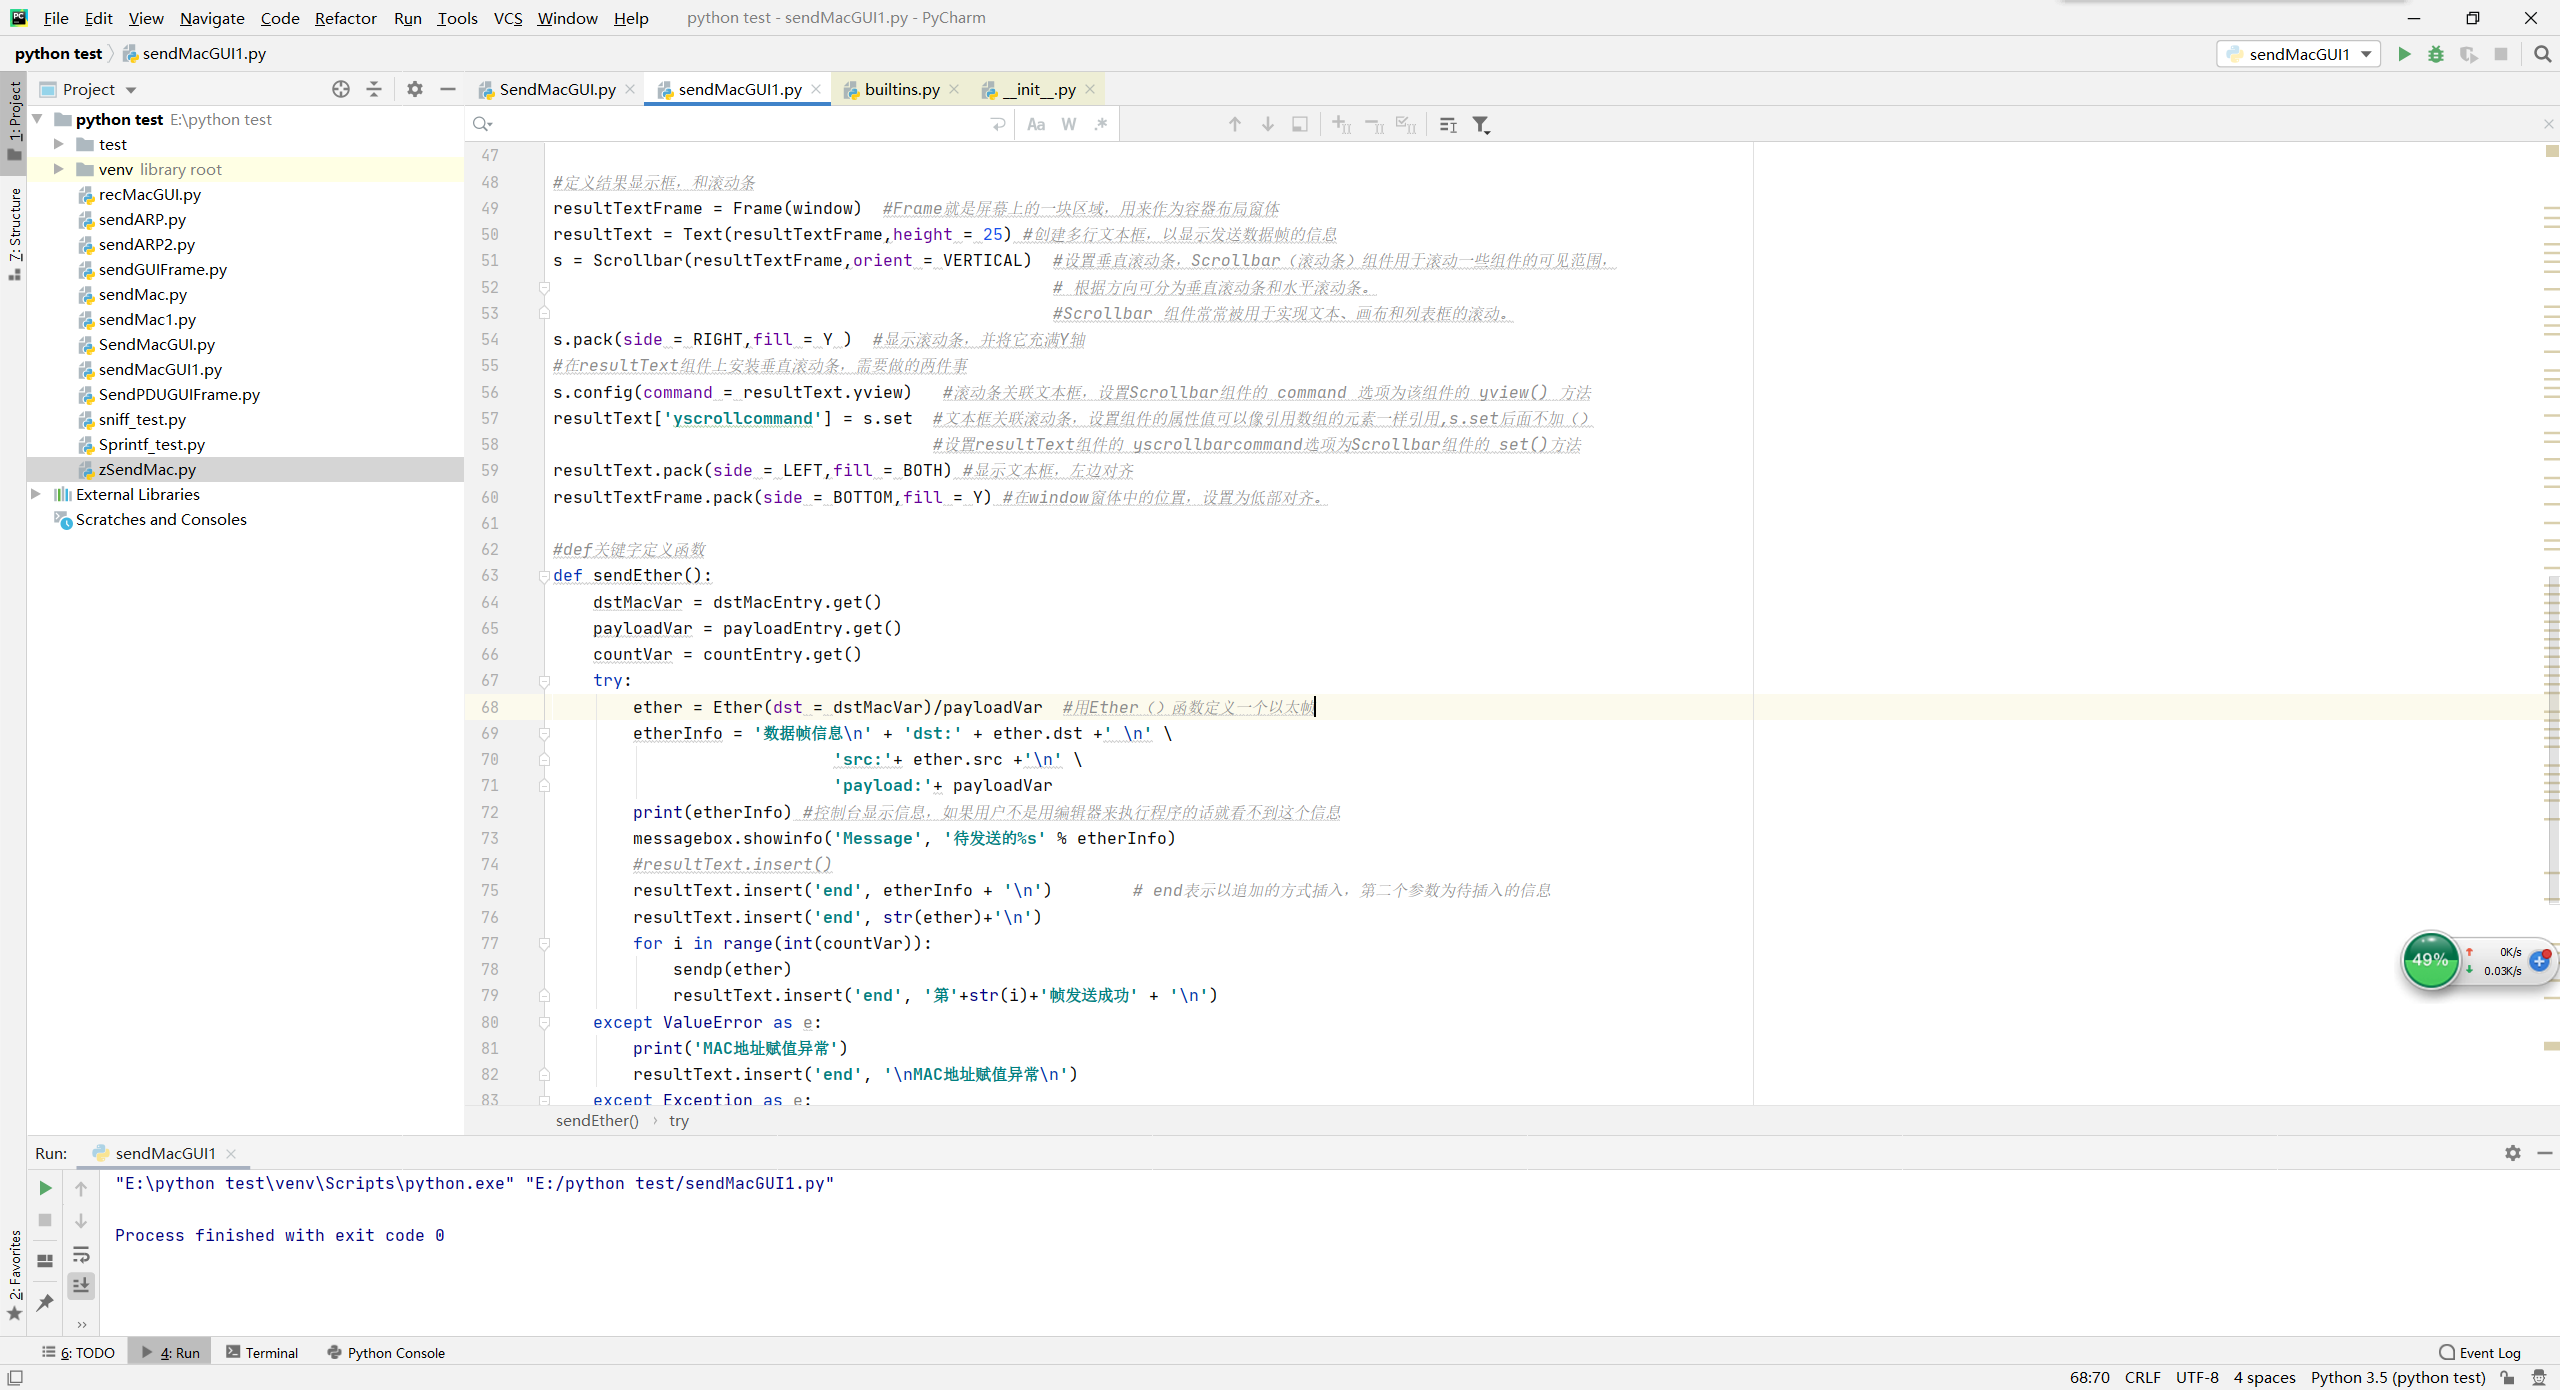 File Edit View Navigate Code Refactor Run Tools VCS Window Help python test - sendMacGUI1.py - PyCharm
python test sendMacGUI1.py sendMacGUI1
1: Project
7: Structure
2: Favorites
Project
python test E:\python test
test
venv library root
recMacGUI.py
sendARP.py
sendARP2.py
sendGUIFrame.py
sendMac.py
sendMac1.py
SendMacGUI.py
sendMacGUI1.py
SendPDUGUIFrame.py
sniff_test.py
Sprintf_test.py
zSendMac.py
External Libraries
Scratches and Consoles
SendMacGUI.py sendMacGUI1.py builtins.py __init__.py
Aa W .*
47
48 #定义结果显示框，和滚动条
49 resultTextFrame = Frame(window)  #Frame就是屏幕上的一块区域，用来作为容器布局窗体
50 resultText = Text(resultTextFrame,height = 25) #创建多行文本框，以显示发送数据帧的信息
51 s = Scrollbar(resultTextFrame,orient = VERTICAL)  #设置垂直滚动条，Scrollbar（滚动条）组件用于滚动一些组件的可见范围，
52 # 根据方向可分为垂直滚动条和水平滚动条。
53 #Scrollbar 组件常常被用于实现文本、画布和列表框的滚动。
54 s.pack(side = RIGHT,fill = Y )  #显示滚动条，并将它充满Y轴
55 #在resultText组件上安装垂直滚动条，需要做的两件事
56 s.config(command = resultText.yview)   #滚动条关联文本框，设置Scrollbar组件的 command 选项为该组件的 yview() 方法
57 resultText['yscrollcommand'] = s.set  #文本框关联滚动条，设置组件的属性值可以像引用数组的元素一样引用,s.set后面不加（）
58 #设置resultText组件的 yscrollbarcommand选项为Scrollbar组件的 set()方法
59 resultText.pack(side = LEFT,fill = BOTH) #显示文本框，左边对齐
60 resultTextFrame.pack(side = BOTTOM,fill = Y) #在window窗体中的位置，设置为低部对齐。
61
62 #def关键字定义函数
63 def sendEther():
64     dstMacVar = dstMacEntry.get()
65     payloadVar = payloadEntry.get()
66     countVar = countEntry.get()
67     try:
68         ether = Ether(dst = dstMacVar)/payloadVar  #用Ether（）函数定义一个以太帧
69         etherInfo = '数据帧信息\n' + 'dst:' + ether.dst +' \n' \
70                             'src:'+ ether.src +'\n' \
71                             'payload:'+ payloadVar
72         print(etherInfo) #控制台显示信息，如果用户不是用编辑器来执行程序的话就看不到这个信息
73         messagebox.showinfo('Message', '待发送的%s' % etherInfo)
74         #resultText.insert()
75         resultText.insert('end', etherInfo + '\n')        # end表示以追加的方式插入，第二个参数为待插入的信息
76         resultText.insert('end', str(ether)+'\n')
77         for i in range(int(countVar)):
78             sendp(ether)
79             resultText.insert('end', '第'+str(i)+'帧发送成功' + '\n')
80     except ValueError as e:
81         print('MAC地址赋值异常')
82         resultText.insert('end', '\nMAC地址赋值异常\n')
83     except Exception as e:
sendEther() › try
49% 0K/s
0.03K/s
Run: sendMacGUI1
"E:\python test\venv\Scripts\python.exe" "E:/python test/sendMacGUI1.py"
Process finished with exit code 0
6: TODO 4: Run Terminal Python Console Event Log
68:70 CRLF UTF-8 4 spaces Python 3.5 (python test)